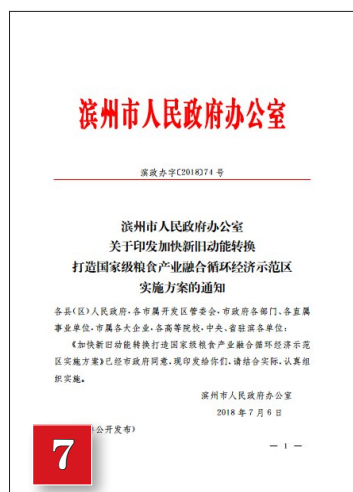 滨州市人民政府办公室
滨政办字〔2018〕74 号
滨州市人民政府办公室
关于印发加快新旧动能转换
打造国家级粮食产业融合循环经济示范区
实施方案的通知
各县(区)人民政府,各市属开发区管委会,市政府各部门、各直属
事业单位,市属各大企业,各高等院校,中央、省驻滨各单位:
《加快新旧动能转换打造国家级粮食产业融合循环经济示范
区实施方案》已经市政府同意,现印发给你们,请结合实际,认真组
织实施。
滨州市人民政府办公室
2018 年 7 月 6 日
公开发布)
— 1 —
7